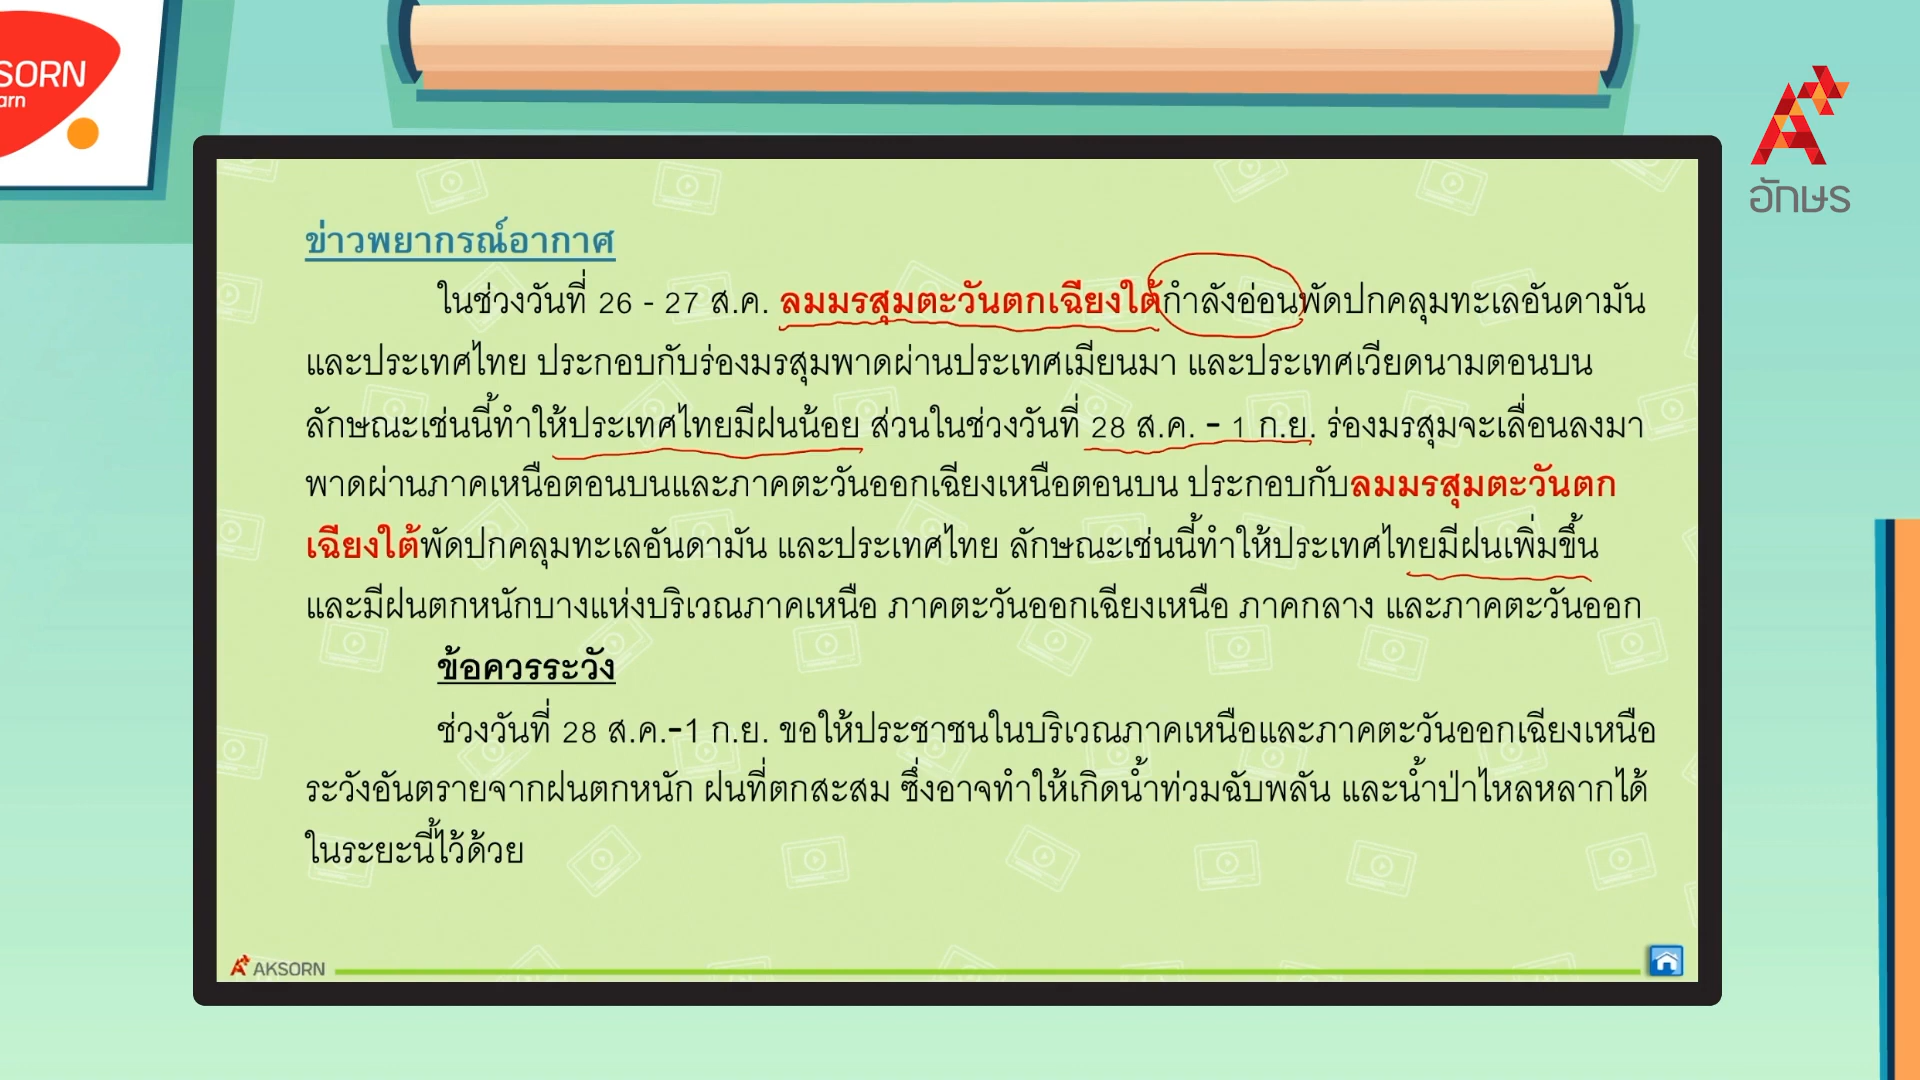 SORN
arn
อักษร
ข่าวพยากรณ์อากาศ
ในช่วงวันที่ 26 - 27 ส.ค. ลมมรสุมตะวันตกเฉียงใต้กำลังอ่อนพัดปกคลุมทะเลอันดามัน
และประเทศไทย ประกอบกับร่องมรสุมพาดผ่านประเทศเมียนมา และประเทศเวียดนามตอนบน
ลักษณะเช่นนี้ทำให้ประเทศไทยมีฝนน้อย ส่วนในช่วงวันที่ 28 ส.ค. - 1 ก.ย. ร่องมรสุมจะเลื่อนลงมา
พาดผ่านภาคเหนือตอนบนและภาคตะวันออกเฉียงเหนือตอนบน ประกอบกับลมมรสุมตะวันตก
เฉียงใต้พัดปกคลุมทะเลอันดามัน และประเทศไทย ลักษณะเช่นนี้ทำให้ประเทศไทยมีฝนเพิ่มขึ้น
และมีฝนตกหนักบางแห่งบริเวณภาคเหนือ ภาคตะวันออกเฉียงเหนือ ภาคกลาง และภาคตะวันออก
ข้อควรระวัง
ช่วงวันที่ 28 ส.ค.-1 ก.ย. ขอให้ประชาชนในบริเวณภาคเหนือและภาคตะวันออกเฉียงเหนือ
ระวังอันตรายจากฝนตกหนัก ฝนที่ตกสะสม ซึ่งอาจทำให้เกิดน้ำท่วมฉับพลัน และน้ำป่าไหลหลากได้
ในระยะนี้ไว้ด้วย
AKSORN